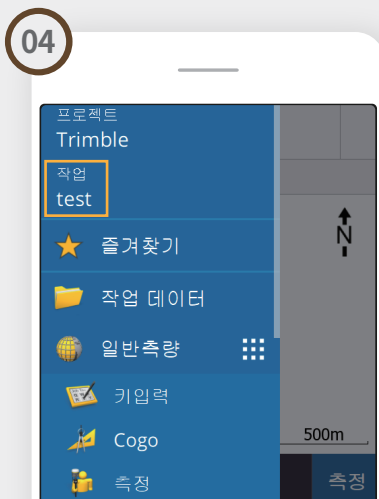 04
프로젝트
Trimble
작업
test
즐겨찾기
N
작업 데이터
일반측량
키입력
Cogo
500m
측정
측정